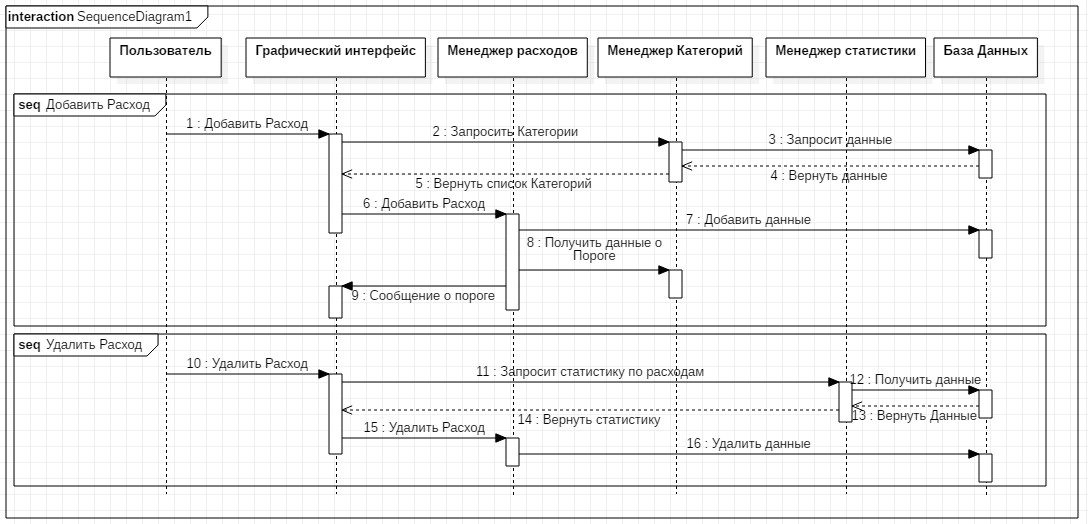 interaction SequenceDiagram1
Пользователь
Графический интерфейс
Менеджер расходов
Менеджер Категорий
Менеджер статистики
База Данных
seq Добавить Расход
1 : Добавить Расход
2 : Запросить Категории
3 : Запросит данные
4 : Вернуть данные
5 : Вернуть список Категорий
6 : Добавить Расход
7 : Добавить данные
8 : Получить данные о
Пороге
9 : Сообщение о пороге
seq Удалить Расход
10 : Удалить Расход
11 : Запросит статистику по расходам
12 : Получить данные
13 : Вернуть Данные
14 : Вернуть статистику
15 : Удалить Расход
16 : Удалить данные